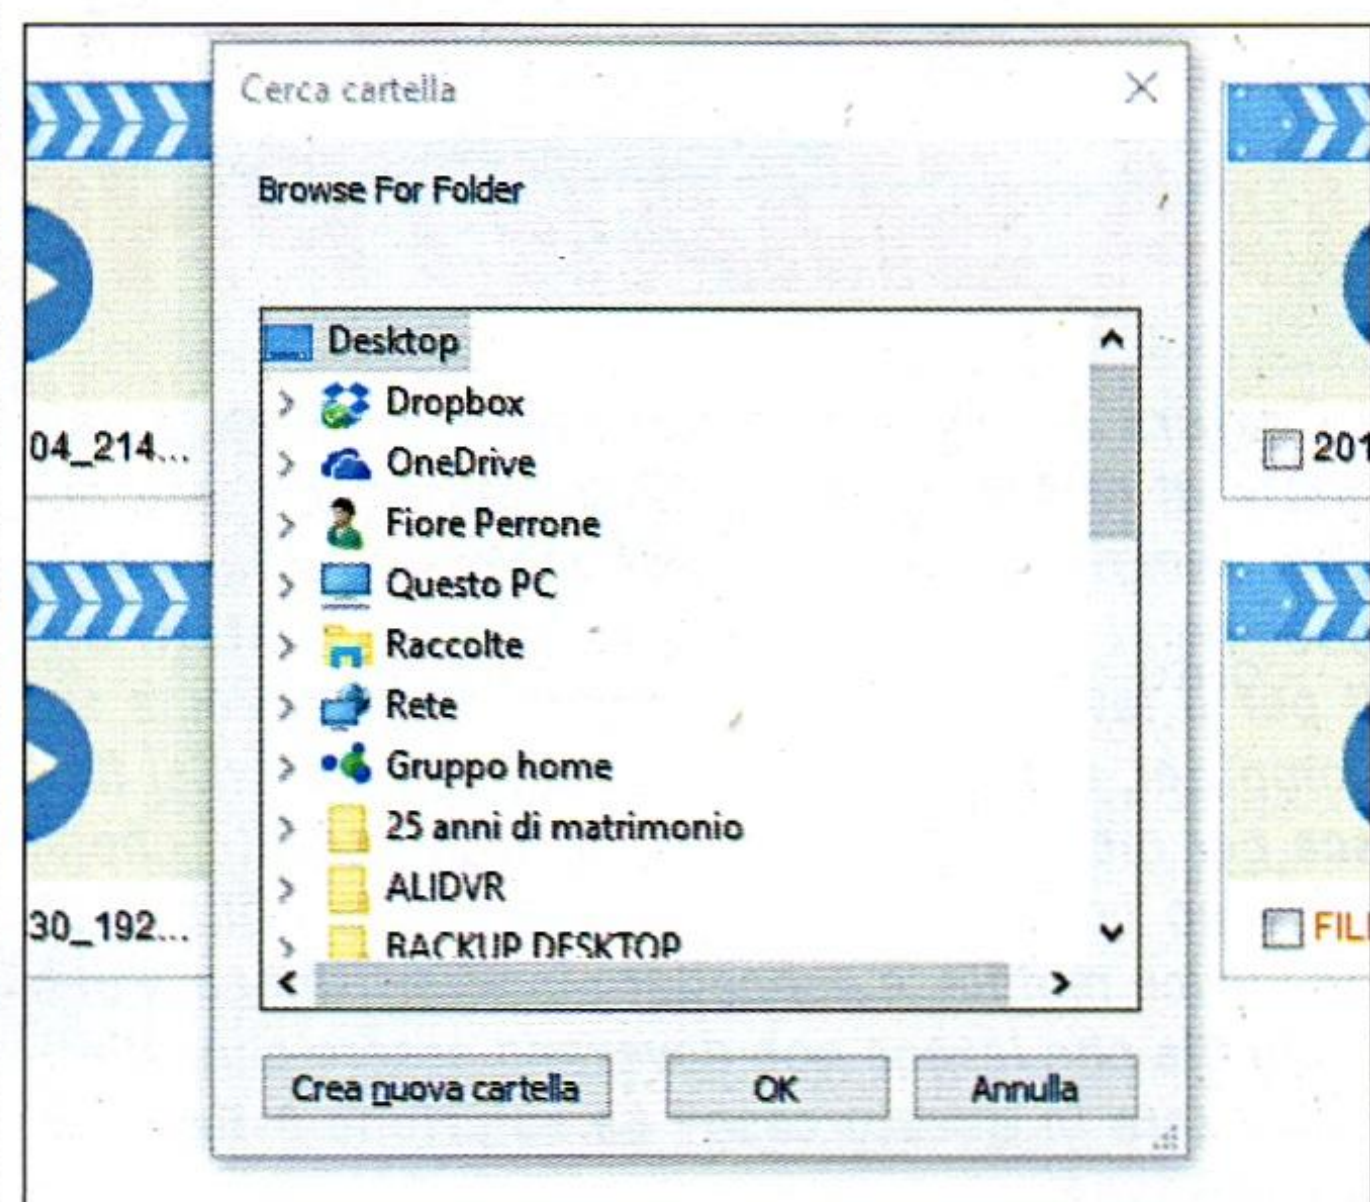 Cerca cartella
Browse For Folder
Desktop
Dropbox
OneDrive
Fiore Perrone
Questo PC
Raccolte
Rete
Gruppo home
25 anni di matrimonio
ALIDVR
BACKUP DESKTOP
Crea nuova cartella
OK
Annulla
04_214...
30_192...
201
FIL